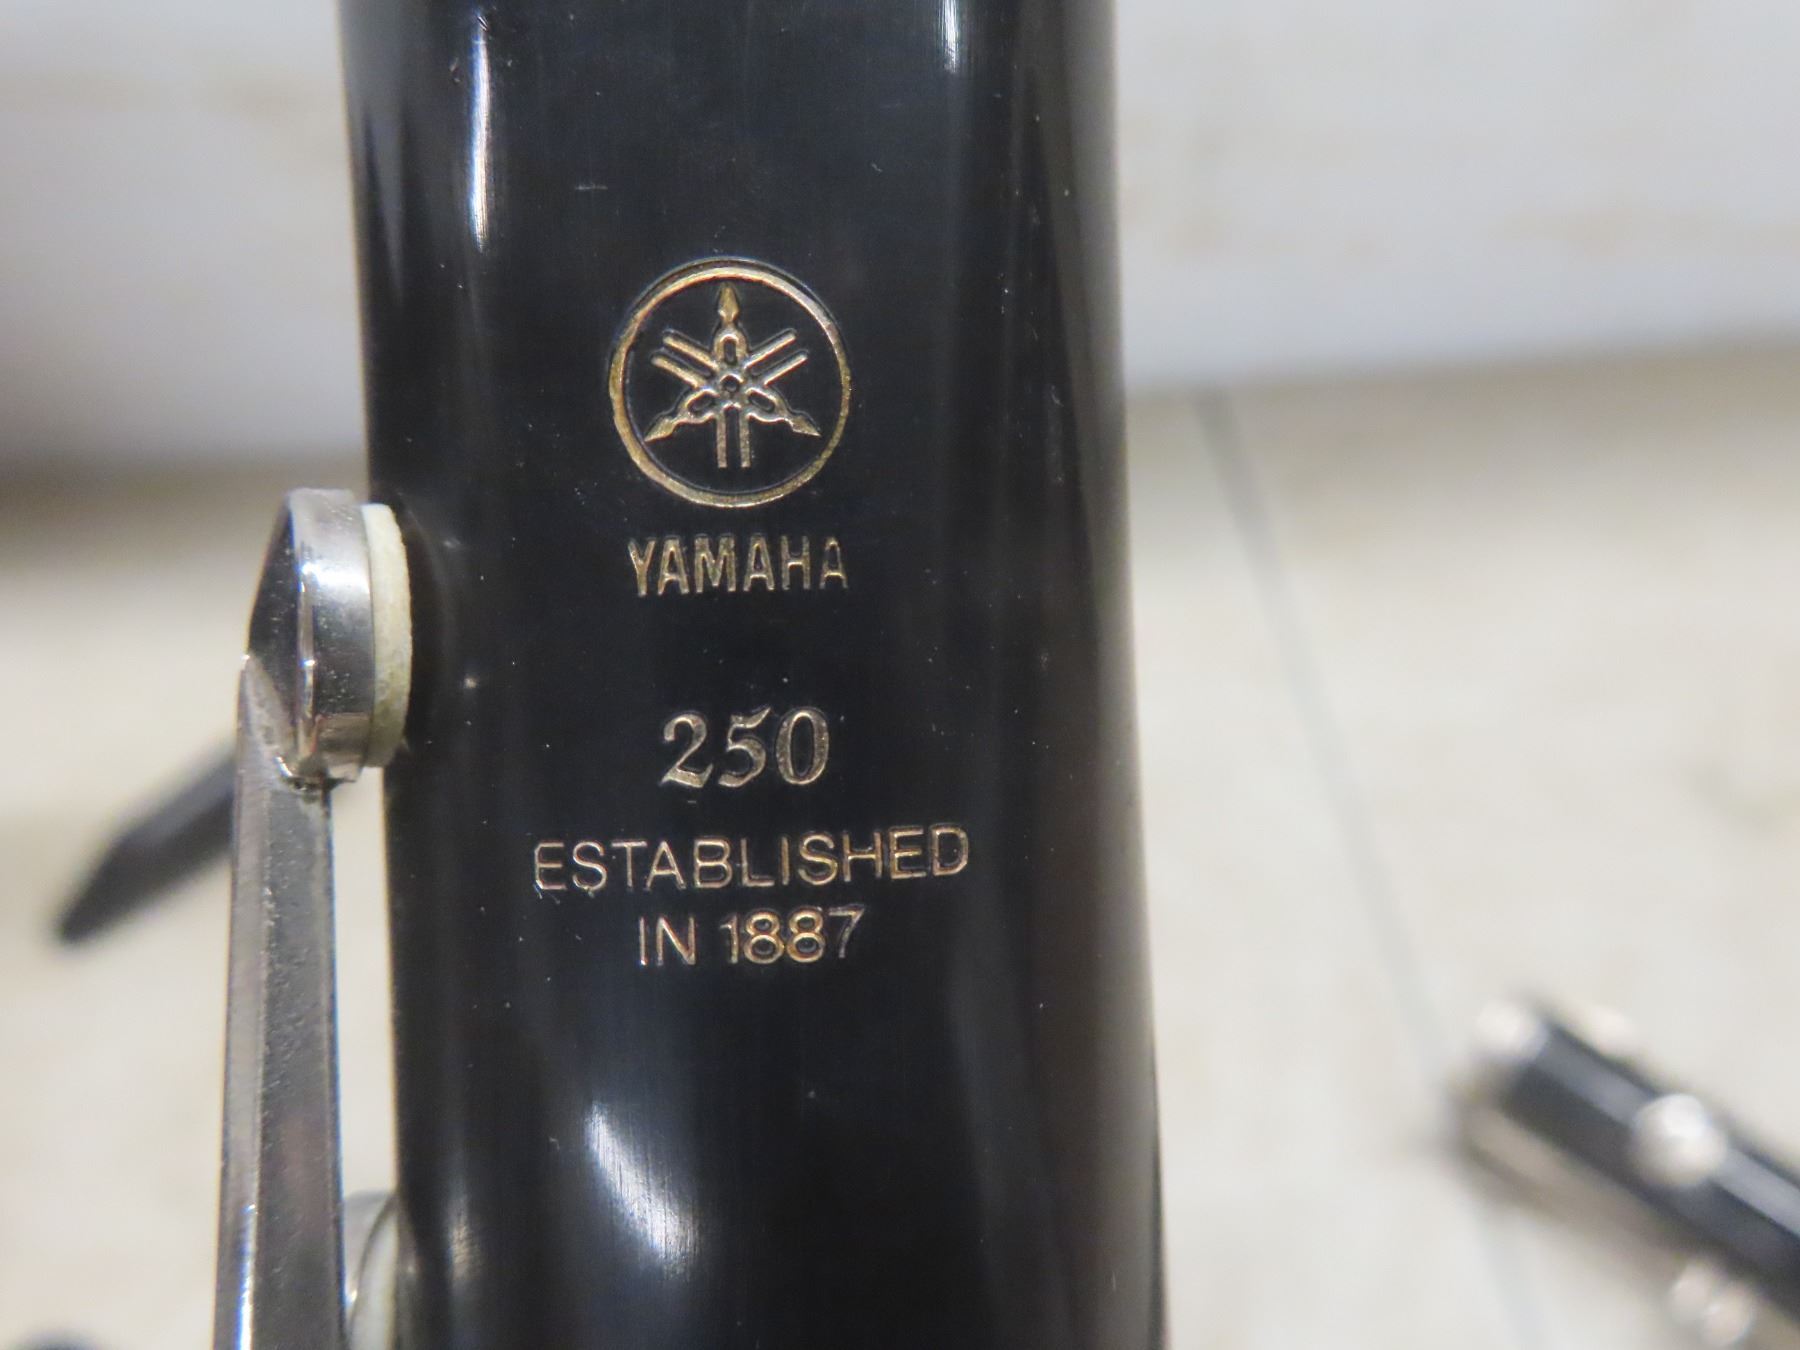 YAMAHA
250
ESTABLISHED
IN 1887